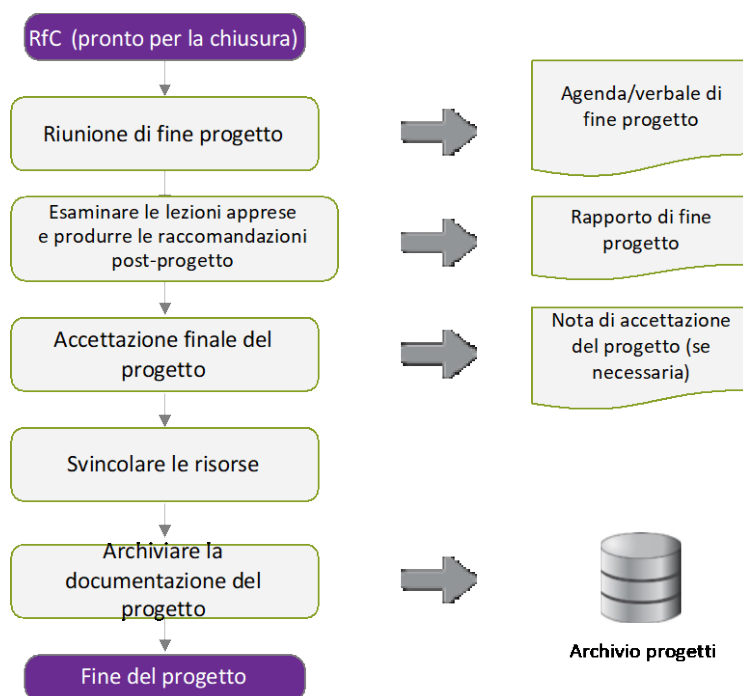 RfC (pronto per la chiusura)
Riunione di fine progetto
Agenda/verbale di
fine progetto
Esaminare le lezioni apprese
e produrre le raccomandazioni
post-progetto
Rapporto di fine
progetto
Accettazione finale del
progetto
Nota di accettazione
del progetto (se
necessaria)
Svincolare le risorse
Archiviare la
documentazione del
progetto
Archivio progetti
Fine del progetto